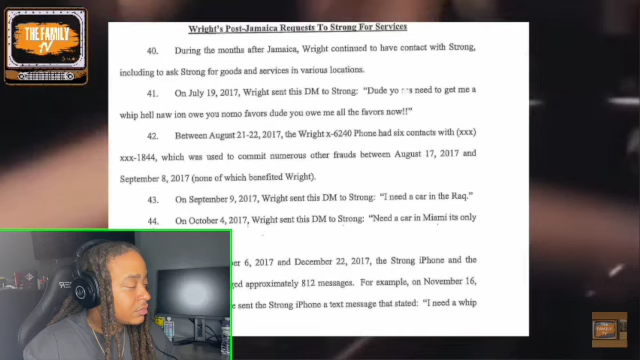 THE FAMILY
TV
Wright's Post-Jamaica Requests To Strong For Services
40. During the months after Jamaica, Wright continued to have contact with Strong,
including to ask Strong for goods and services in various locations.
41. On July 19, 2017, Wright sent this DM to Strong: "Dude yo need to get me a
whip hell naw ion owe you nomo favors dude you owe me all the favors now!!"
42. Between August 21-22, 2017, the Wright x-6240 Phone had six contacts with (xxx)
xxx-1844, which was used to commit numerous other frauds between August 17, 2017 and
September 8, 2017 (none of which benefited Wright).
43. On September 9, 2017, Wright sent this DM to Strong: "I need a car in the Raq."
44. On October 4, 2017, Wright sent this DM to Strong: "Need a car in Miami its only
er 6, 2017 and December 22, 2017, the Strong iPhone and the
ed approximately 812 messages. For example, on November 16,
e sent the Strong iPhone a text message that stated: "I need a whip
THE FAMILY